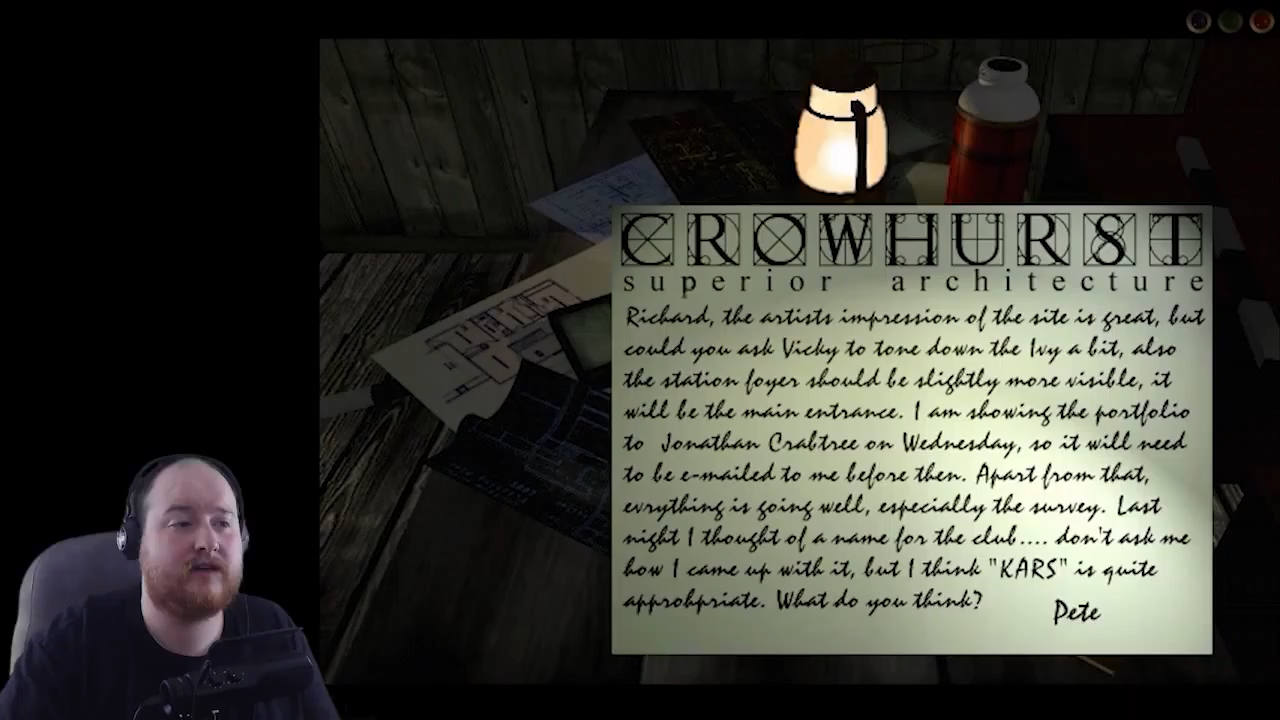 CROWHURST
superior architecture
Richard, the artists impression of the site is great, but
could you ask Vicky to tone down the Ivy a bit, also
the station foyer should be slightly more visible, it
will be the main entrance. I am showing the portfolio
to Jonathan Crabtree on Wednesday, so it will need
to be e-mailed to me before then. Apart from that,
evrything is going well, especially the survey. Last
night I thought of a name for the club.... don't ask me
how I came up with it, but I think "KARS" is quite
approhpriate. What do you think?
Pete